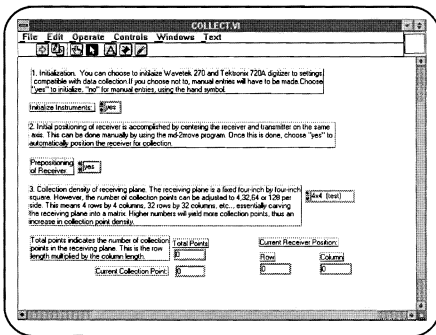 COLLECT.VI
File Edit Operate Controls Windows Text
1. Initialization. You can choose to initilaize Wavetek 270 and Tektronix 720A digitizer to settings
compatible with data collection.If you choose not to, manual entries will have to be made.Choose
"yes" to initialize, "no" for manual entries, using the hand symbol.
Initialize Instruments: yes
2. Initial positioning of receiver is accomplished by centering the receiver and transmitter on the same
axis. This can be done manually by using the md-2move program. Once this is done, choose "yes" to
automatically position the receiver for collection.
Prepositioning
of Receiver yes
3. Collection density of receiving plane. The receiving plane is a fixed four-inch by four-inch
square. However, the number of collection points can be adjusted to 4,32,64 or 128 per
side. This means 4 rows by 4 columns, 32 rows by 32 columns, etc... essentially carving
the receiving plane into a matrix. Higher numbers will yield more collection points, thus an
increase in collection point density.
4x4 (test)
Total points indicates the number of collection
points in the receiving plane. This is the row
length multiplied by the column length.
Total Points
0
Current Receiver Position:
Row Column
0 0
Current Collection Point: 0